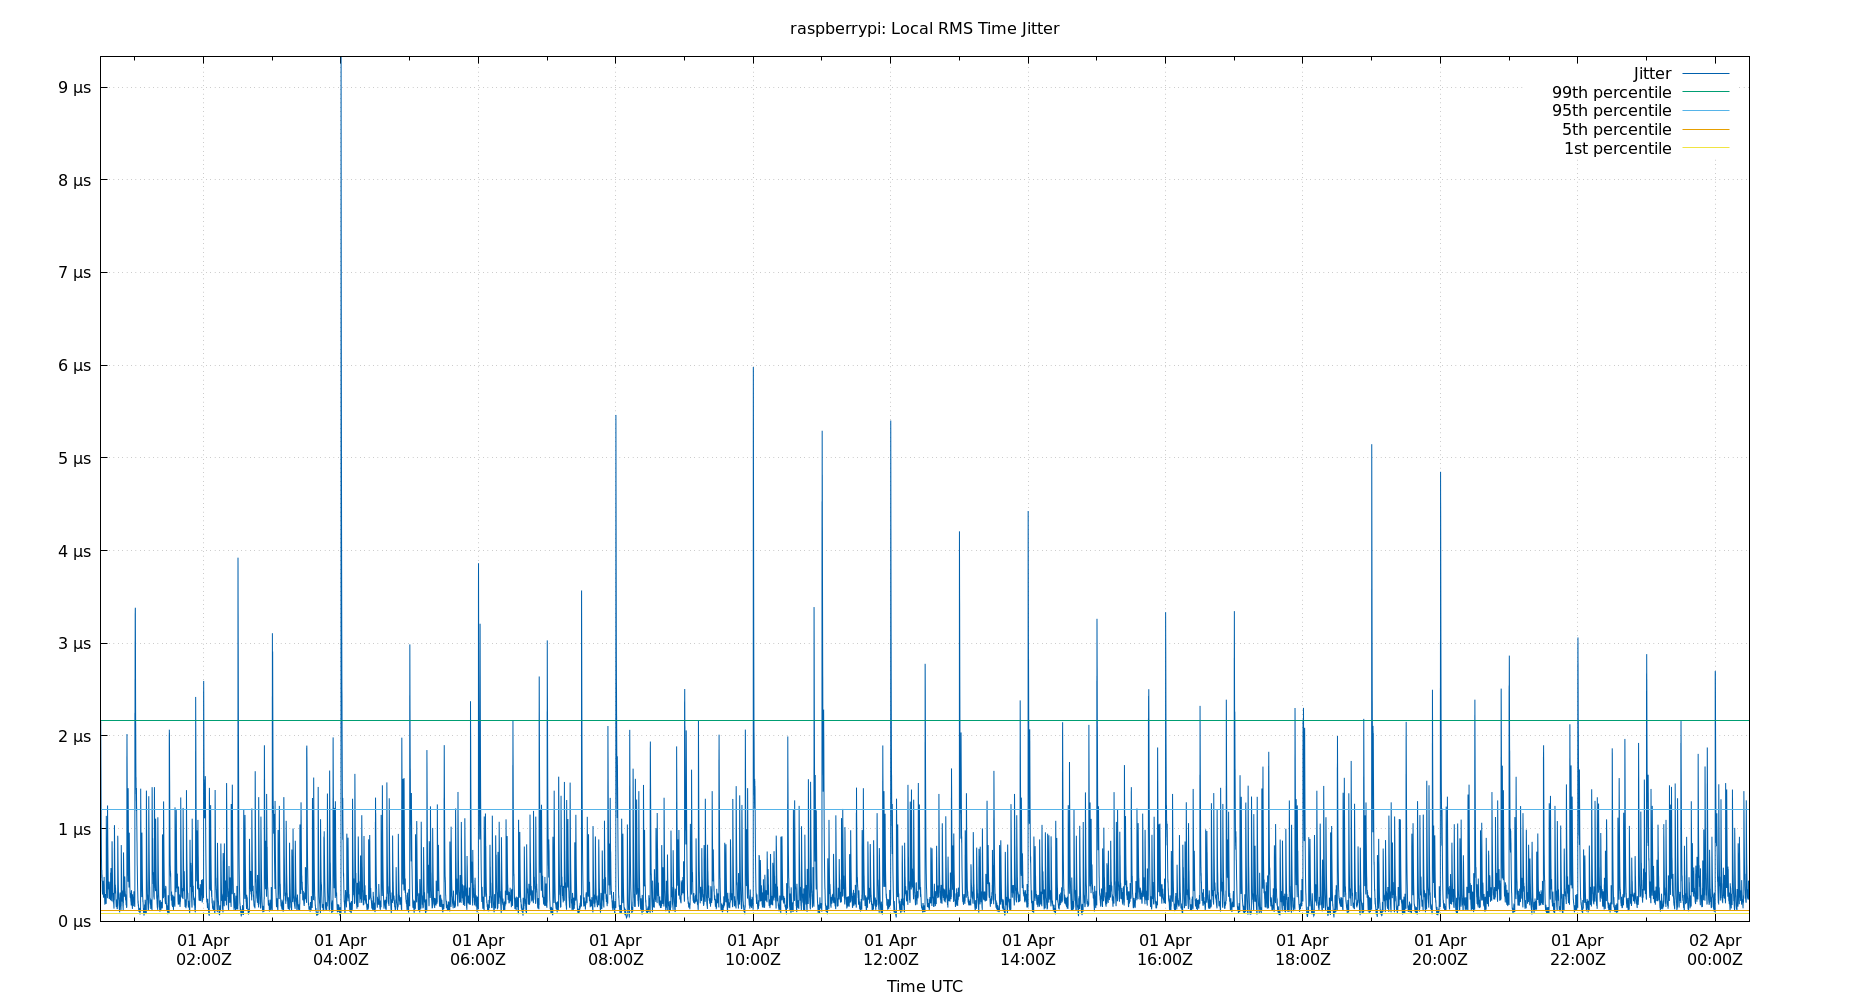 raspberrypi: Local RMS Time Jitter
Jitter
99th percentile
95th percentile
5th percentile
1st percentile
9 µs
8 µs
7 µs
6 µs
5 µs
4 µs
3 µs
2 µs
1 µs
0 µs
01 Apr 01 Apr 01 Apr 01 Apr 01 Apr 01 Apr 01 Apr 01 Apr 01 Apr 01 Apr 01 Apr 02 Apr
02:00Z 04:00Z 06:00Z 08:00Z 10:00Z 12:00Z 14:00Z 16:00Z 18:00Z 20:00Z 22:00Z 00:00Z
Time UTC